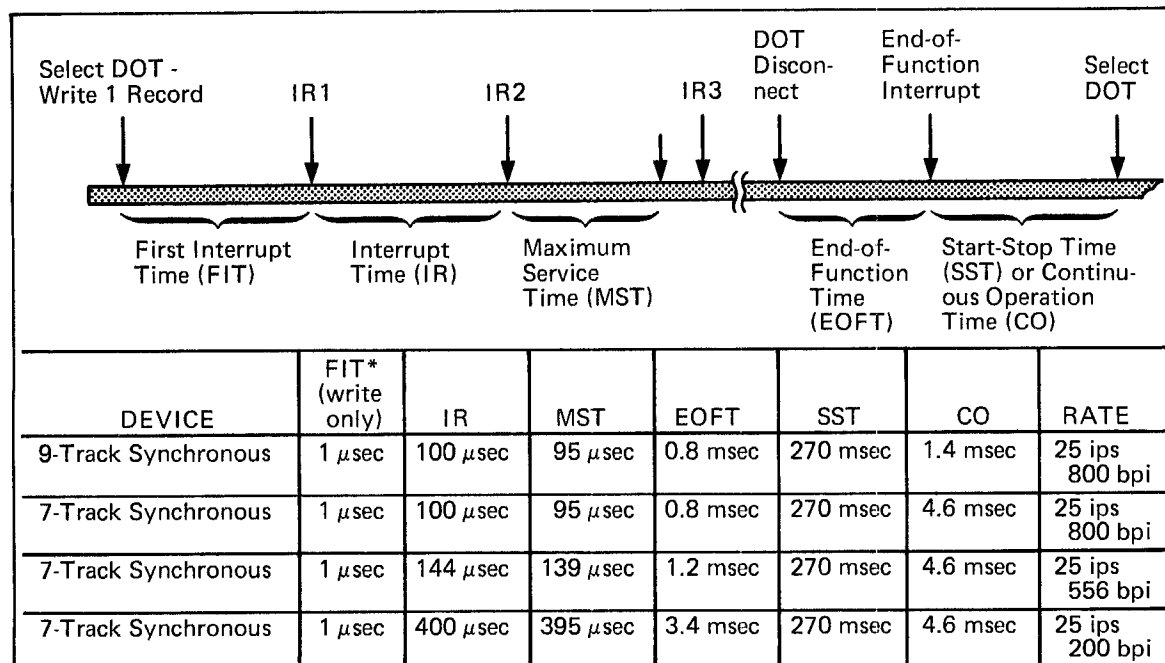 Select DOT -
Write 1 Record
IR1
IR2
IR3
DOT
Discon-
nect
End-of-
Function
Interrupt
Select
DOT
First Interrupt
Time (FIT)
Interrupt
Time (IR)
Maximum
Service
Time (MST)
End-of-
Function
Time
(EOFT)
Start-Stop Time
(SST) or Continu-
ous Operation
Time (CO)
DEVICE FIT* (write only) IR MST EOFT SST CO RATE
9-Track Synchronous 1 μsec 100 μsec 95 μsec 0.8 msec 270 msec 1.4 msec 25 ips
800 bpi
7-Track Synchronous 1 μsec 100 μsec 95 μsec 0.8 msec 270 msec 4.6 msec 25 ips
800 bpi
7-Track Synchronous 1 μsec 144 μsec 139 μsec 1.2 msec 270 msec 4.6 msec 25 ips
556 bpi
7-Track Synchronous 1 μsec 400 μsec 395 μsec 3.4 msec 270 msec 4.6 msec 25 ips
200 bpi